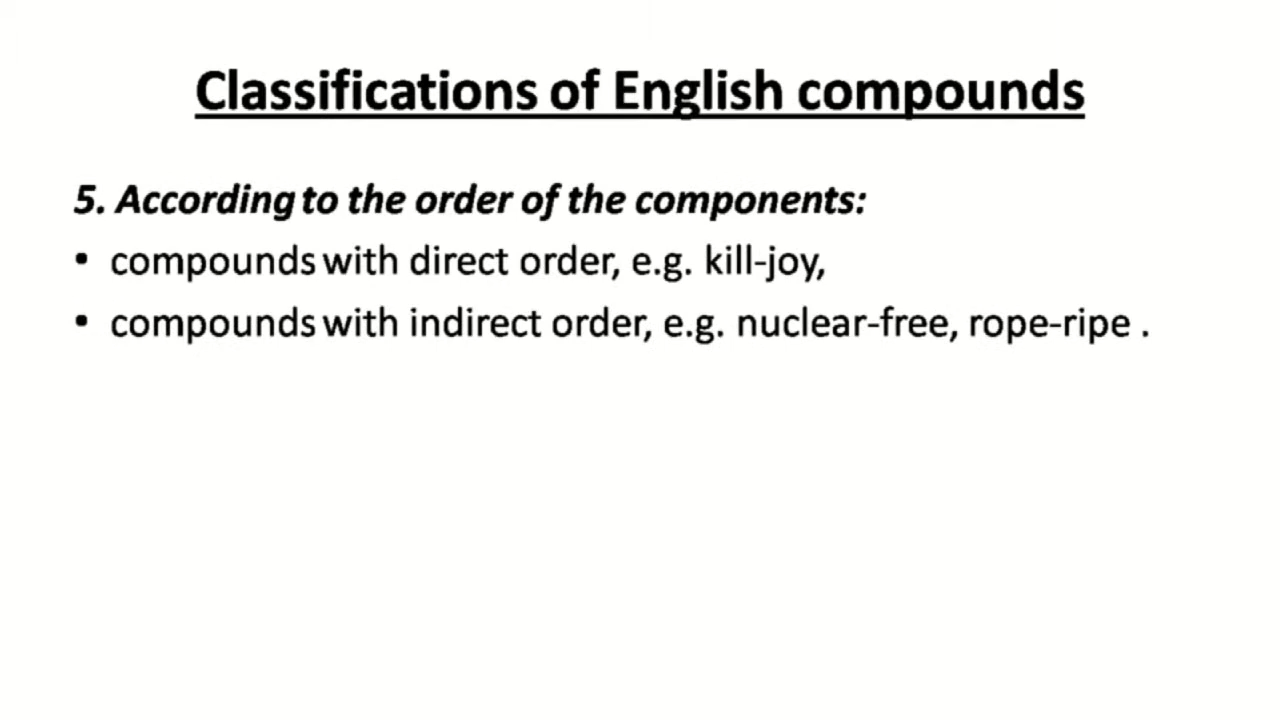 Classifications of English compounds
5. According to the order of the components:
• compounds with direct order, e.g. kill-joy,
• compounds with indirect order, e.g. nuclear-free, rope-ripe .